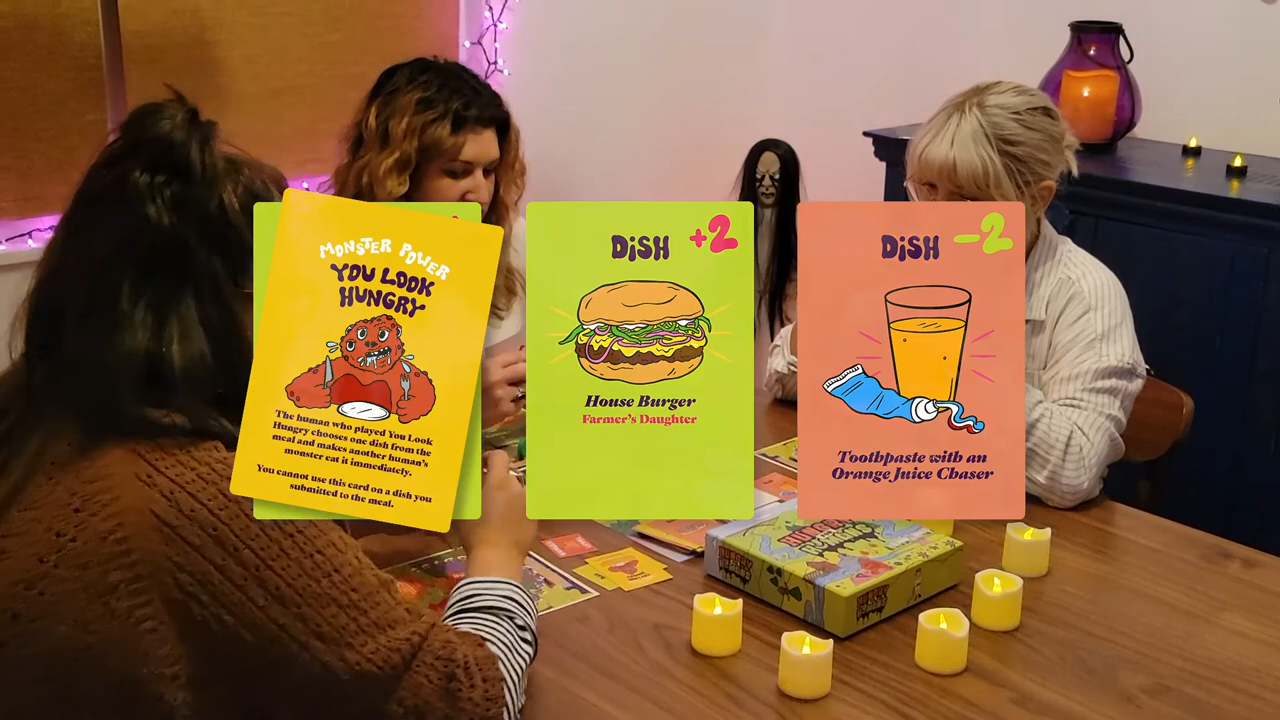 MONSTER POWER
YOU LOOK
HUNGRY
The human who played You Look
Hungry chooses one dish from the
meal and makes another human's
monster eat it immediately.
You cannot use this card on a dish you
submitted to the meal.
DiSH +2
House Burger
Farmer's Daughter
DiSH -2
Toothpaste with an
Orange Juice Chaser